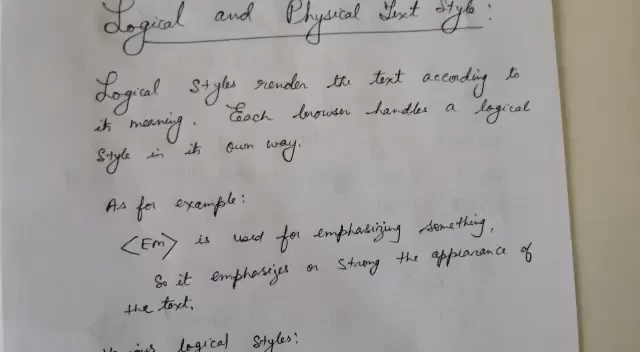 Logical and Physical Text Style:
Logical Styles render the text according to
its meaning. Each browser handles a logical
Style in its own way.
As for example:
<Em> is used for emphasizing something,
So it emphasizes or Strong the appearance of
the text.
Various logical Styles: